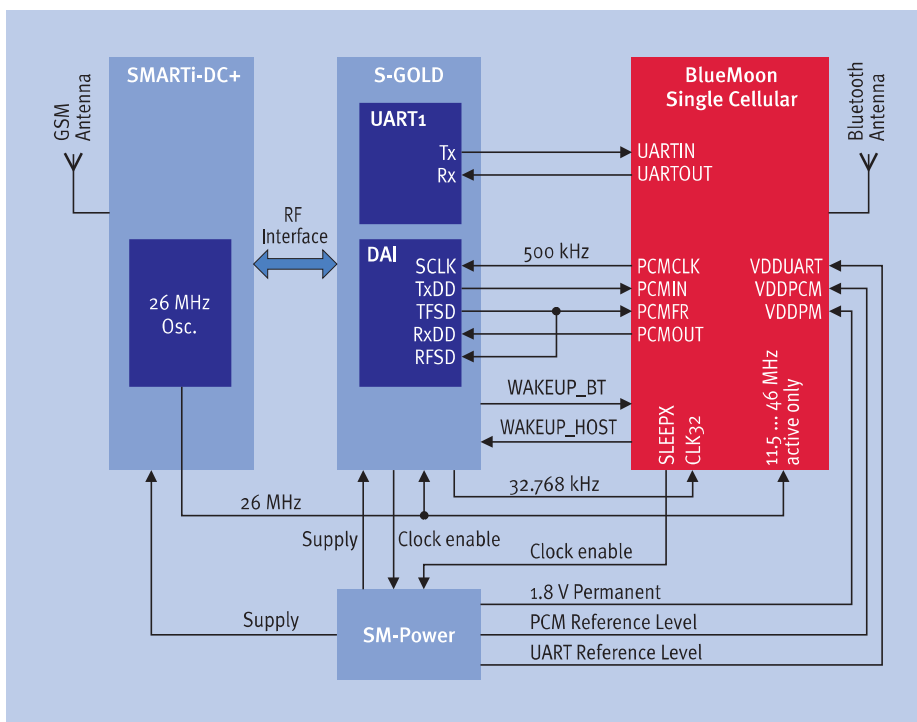 SMARTi-DC+
S-GOLD
BlueMoon
Single Cellular
GSM
Antenna
Bluetooth
Antenna
UART1
Tx
Rx
UARTIN
UARTOUT
RF
Interface
DAI
SCLK
TxDD
TFSD
RxDD
RFSD
500 kHz
PCMCLK
PCMIN
PCMFR
PCMOUT
VDDUART
VDDPCM
VDDPM
26 MHz
Osc.
WAKEUP_BT
WAKEUP_HOST
SLEEPX
CLK32
11.5 ... 46 MHz
active only
32.768 kHz
26 MHz
Supply
Clock enable
Clock enable
Supply
SM-Power
1.8 V Permanent
PCM Reference Level
UART Reference Level